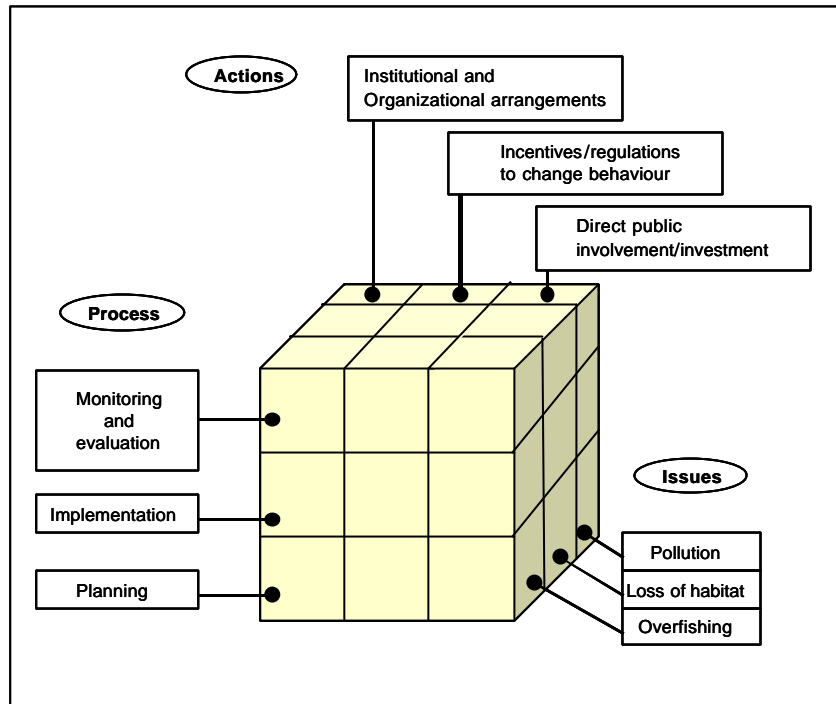 Actions
Institutional and
Organizational arrangements
Incentives/regulations
to change behaviour
Direct public
involvement/investment
Process
Monitoring
and
evaluation
Implementation
Planning
Issues
Pollution
Loss of habitat
Overfishing